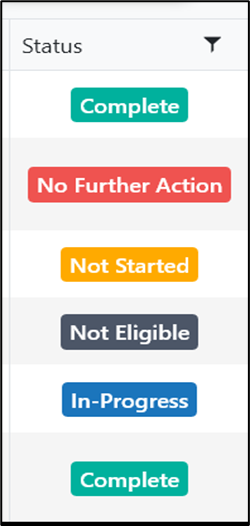 Status
Complete
No Further Action
Not Started
Not Eligible
In-Progress
Complete